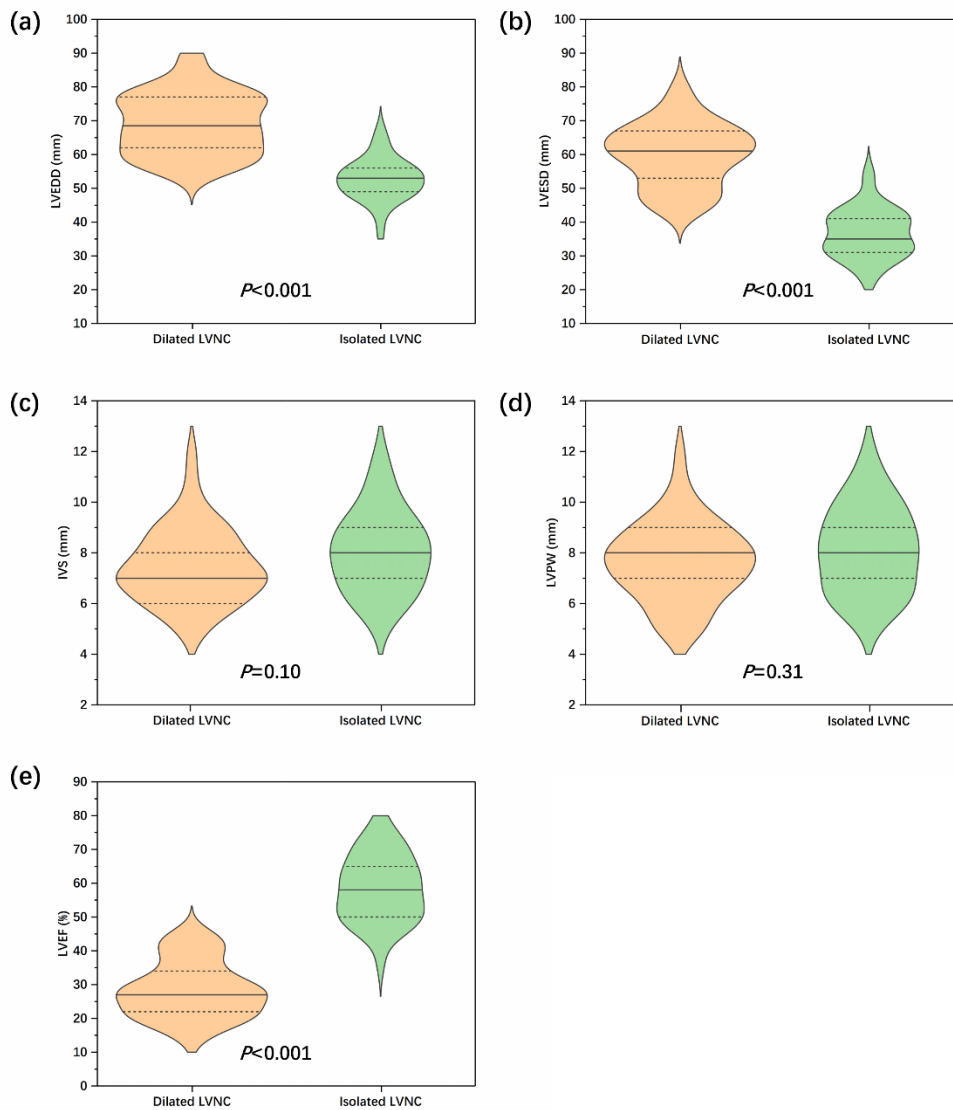 (a)
LVEDD (mm)
100
90
80
70
60
50
40
30
20
10
P<0.001
Dilated LVNC
Isolated LVNC
(b)
LVESD (mm)
100
90
80
70
60
50
40
30
20
10
P<0.001
Dilated LVNC
Isolated LVNC
(c)
IVS (mm)
14
12
10
8
6
4
2
P=0.10
Dilated LVNC
Isolated LVNC
(d)
LVPW (mm)
14
12
10
8
6
4
2
P=0.31
Dilated LVNC
Isolated LVNC
(e)
LVEF (%)
90
80
70
60
50
40
30
20
10
0
P<0.001
Dilated LVNC
Isolated LVNC